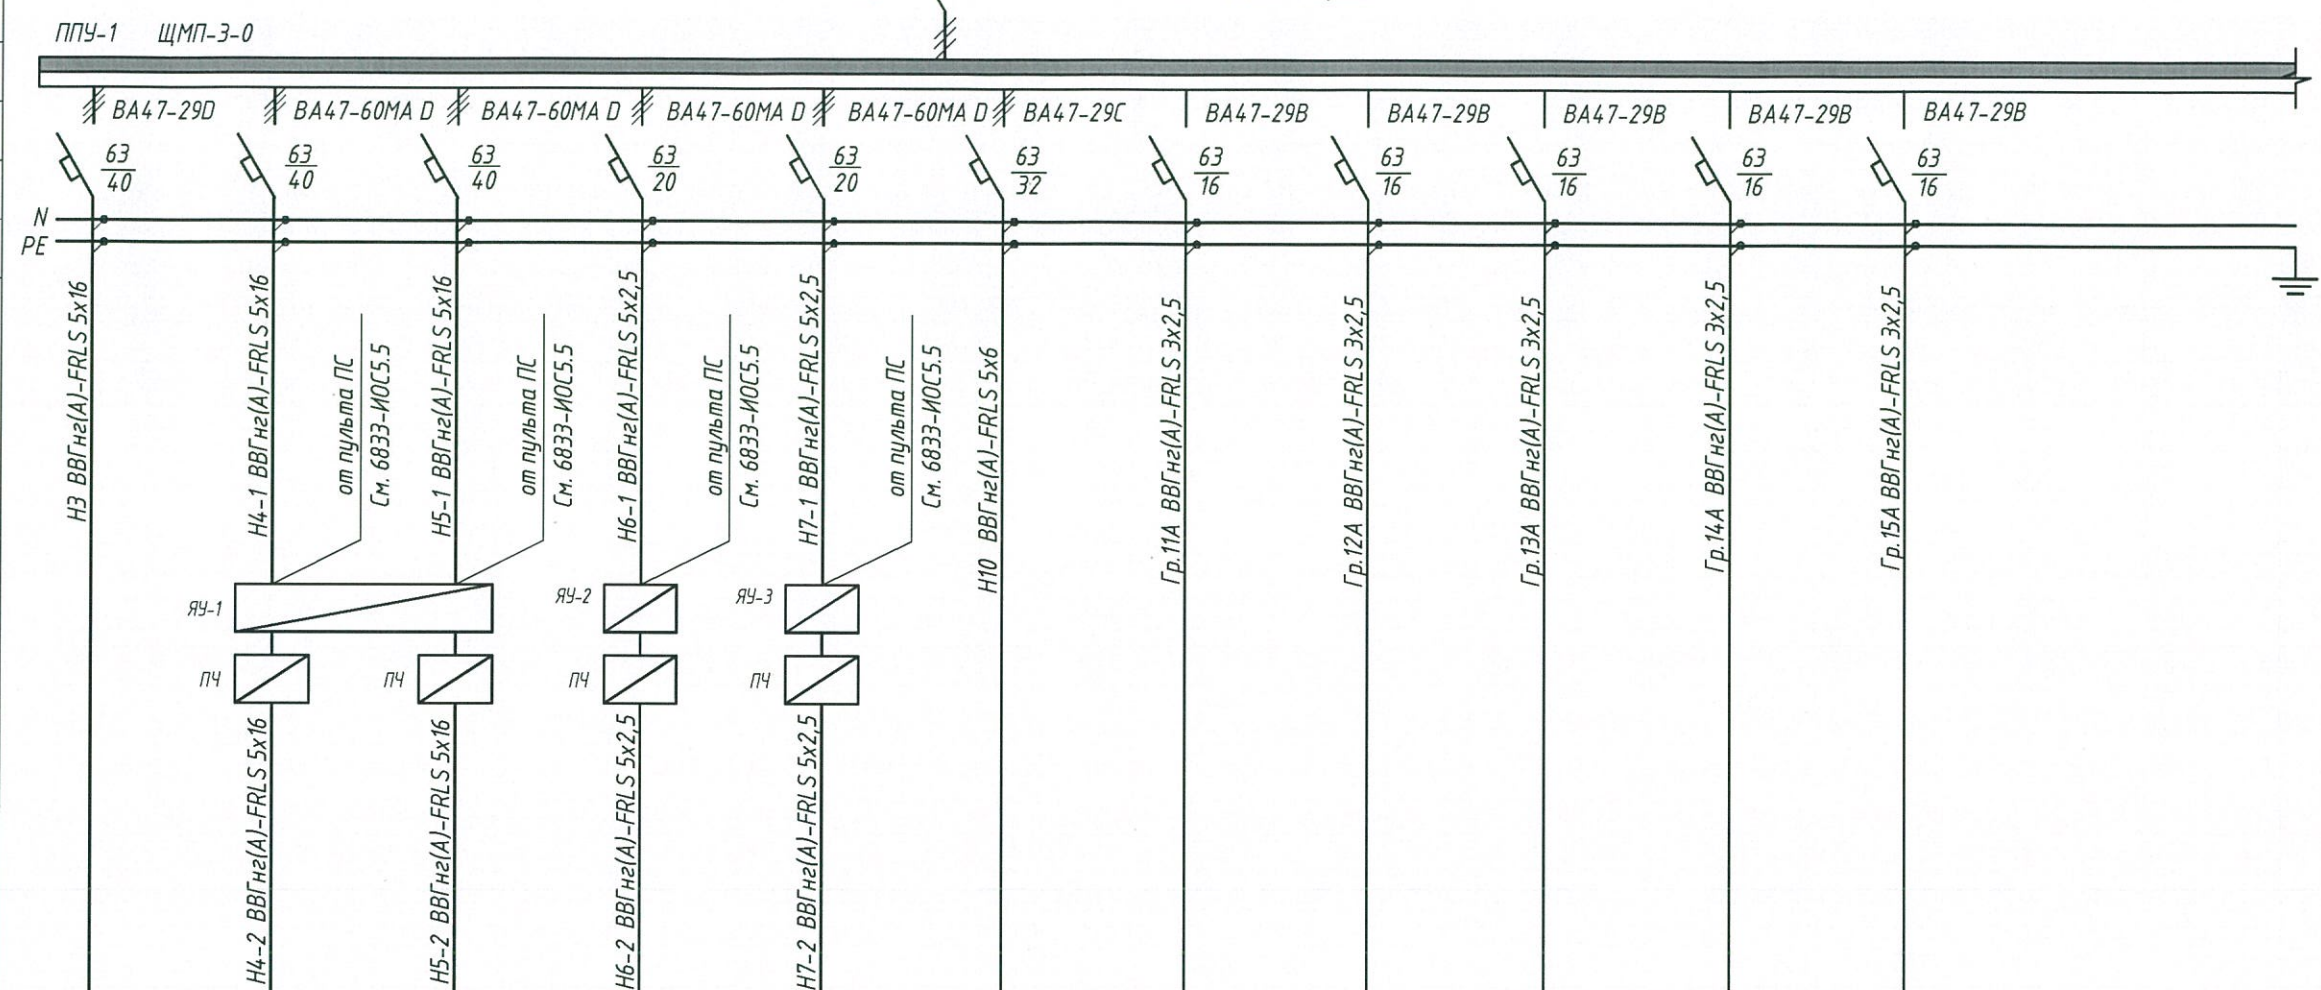 ППУ-1 ЩМП-3-0
ВА47-29D ВА47-60МА D ВА47-60МА D ВА47-60МА D ВА47-60МА D ВА47-29С ВА47-29В ВА47-29В ВА47-29В ВА47-29В ВА47-29В
63 63 63 63 63 63 63 63 63 63 63
40 40 40 20 20 32 16 16 16 16 16
N
PE
Н3 ВВГнг(А)-FRLS 5х16
Н4-1 ВВГнг(А)-FRLS 5х16
от пульта ПС
См. 6833-ИОС5.5
Н5-1 ВВГнг(А)-FRLS 5х16
от пульта ПС
См. 6833-ИОС5.5
Н6-1 ВВГнг(А)-FRLS 5х2,5
от пульта ПС
См. 6833-ИОС5.5
Н7-1 ВВГнг(А)-FRLS 5х2,5
от пульта ПС
См. 6833-ИОС5.5
Н10 ВВГнг(А)-FRLS 5х6
Гр.11А ВВГнг(А)-FRLS 3х2,5
Гр.12А ВВГнг(А)-FRLS 3х2,5
Гр.13А ВВГнг(А)-FRLS 3х2,5
Гр.14А ВВГнг(А)-FRLS 3х2,5
Гр.15А ВВГнг(А)-FRLS 3х2,5
ЯУ-1 ЯУ-2 ЯУ-3
ПЧ ПЧ ПЧ ПЧ
Н4-2 ВВГнг(А)-FRLS 5х16
Н5-2 ВВГнг(А)-FRLS 5х16
Н6-2 ВВГнг(А)-FRLS 5х2,5
Н7-2 ВВГнг(А)-FRLS 5х2,5